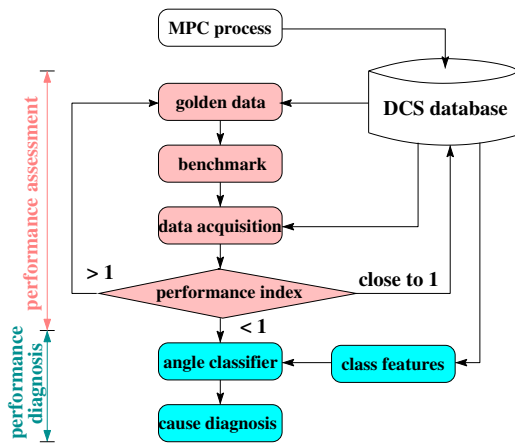 MPC process
DCS database
golden data
benchmark
data acquisition
performance index
> 1
close to 1
< 1
angle classifier
class features
cause diagnosis
performance assessment
performance
diagnosis